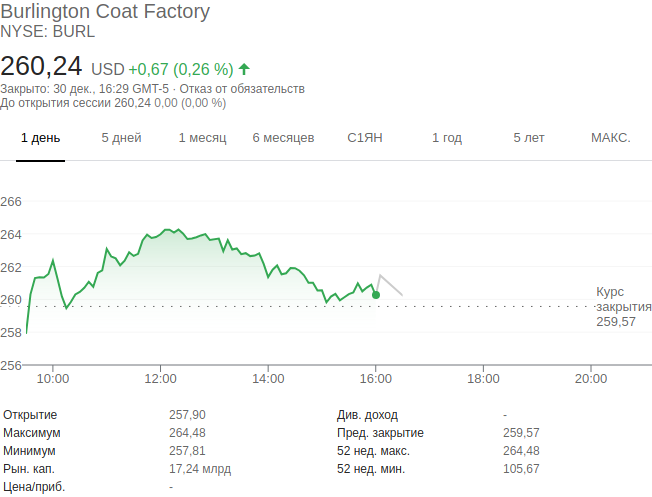 Burlington Coat Factory
NYSE: BURL
260,24 USD +0,67 (0,26 %)
Закрыто: 30 дек., 16:29 GMT-5 · Отказ от обязательств
До открытия сессии 260,24 0,00 (0,00 %)
1 день 5 дней 1 месяц 6 месяцев С1ЯН 1 год 5 лет МАКС.
266
264
262
260
258
256
Курс
закрытия
259,57
10:00 12:00 14:00 16:00 18:00 20:00
Открытие 257,90 Див. доход -
Максимум 264,48 Пред. закрытие 259,57
Минимум 257,81 52 нед. макс. 264,48
Рын. кап. 17,24 млрд 52 нед. мин. 105,67
Цена/приб. -